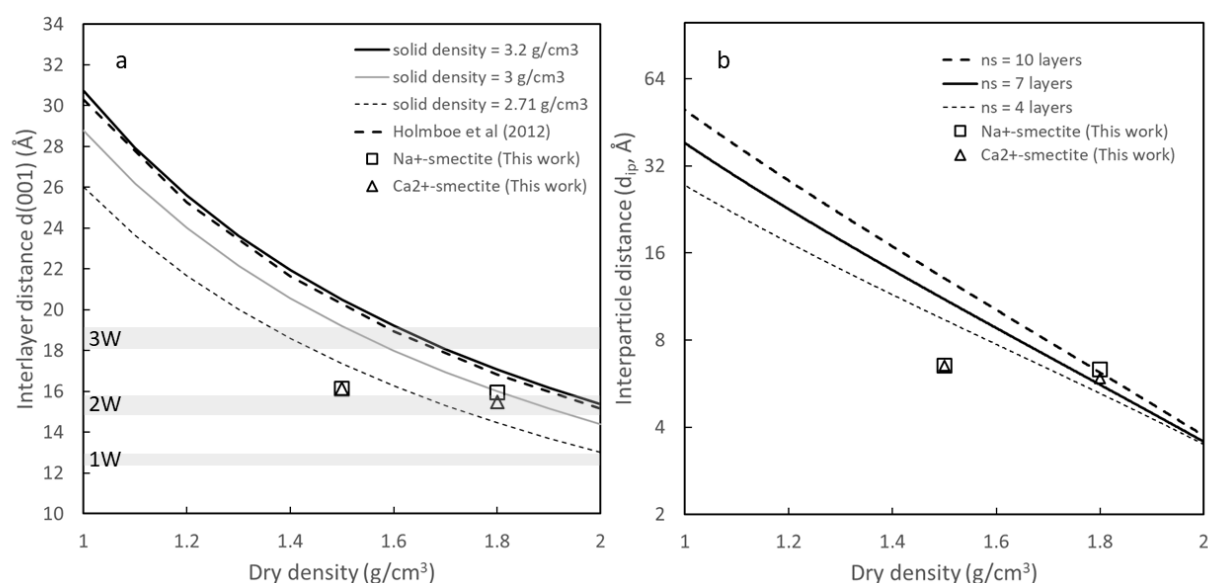 a
solid density = 3.2 g/cm3
solid density = 3 g/cm3
solid density = 2.71 g/cm3
Holmboe et al (2012)
Na+-smectite (This work)
Ca2+-smectite (This work)
Interlayer distance d(001) (Å)
34
32
30
28
26
24
22
20
18
16
14
12
10
3W
2W
1W
1
1.2
1.4
1.6
1.8
2
Dry density (g/cm³)
b
ns = 10 layers
ns = 7 layers
ns = 4 layers
Na+-smectite (This work)
Ca2+-smectite (This work)
Interparticle distance (dip, Å)
64
32
16
8
4
2
1
1.2
1.4
1.6
1.8
2
Dry density (g/cm³)